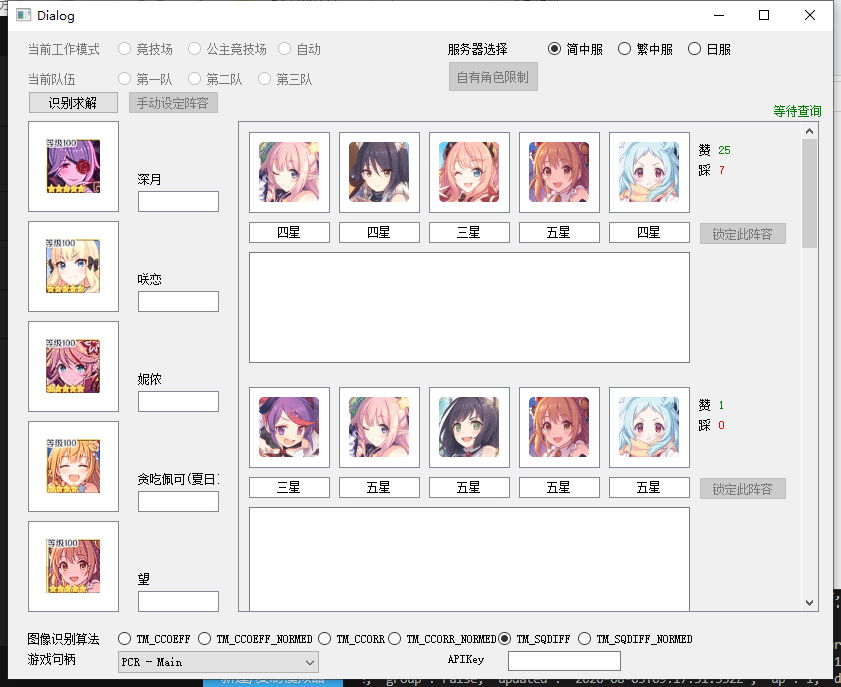 Dialog
当前工作模式 竞技场 公主竞技场 自动
服务器选择 简中服 繁中服 日服
当前队伍 第一队 第二队 第三队
自有角色限制
识别求解 手动设定阵容
等待查询
等级100
深月
赞 25
踩 7
四星 四星 三星 五星 四星
锁定此阵容
等级100
咲恋
等级100
妮侬
赞 1
踩 0
等级100
贪吃佩可(夏日
三星 五星 五星 五星 五星
锁定此阵容
等级100
望
图像识别算法 TM_CCOEFF TM_CCOEFF_NORMED TM_CCORR TM_CCORR_NORMED TM_SQDIFF TM_SQDIFF_NORMED
游戏句柄 PCR - Main APIKey